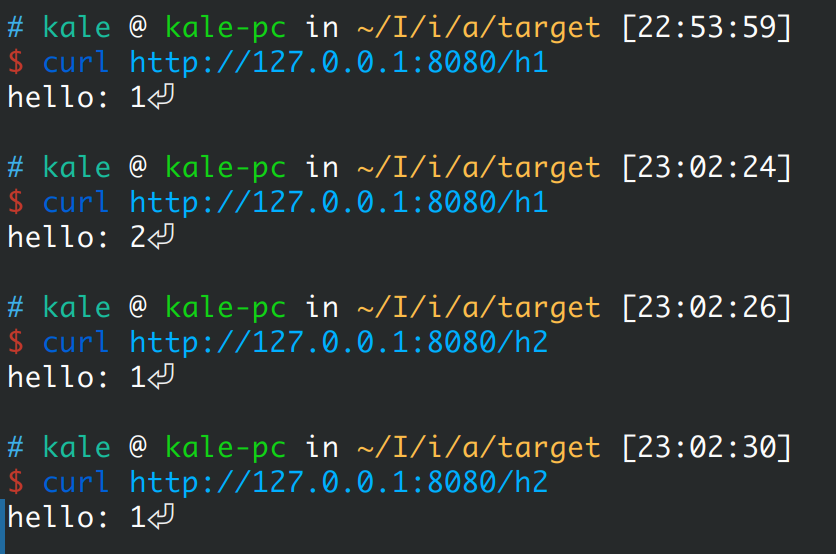 # kale @ kale-pc in ~/I/i/a/target [22:53:59]
$ curl http://127.0.0.1:8080/h1
hello: 1⏎
# kale @ kale-pc in ~/I/i/a/target [23:02:24]
$ curl http://127.0.0.1:8080/h1
hello: 2⏎
# kale @ kale-pc in ~/I/i/a/target [23:02:26]
$ curl http://127.0.0.1:8080/h2
hello: 1⏎
# kale @ kale-pc in ~/I/i/a/target [23:02:30]
$ curl http://127.0.0.1:8080/h2
hello: 1⏎